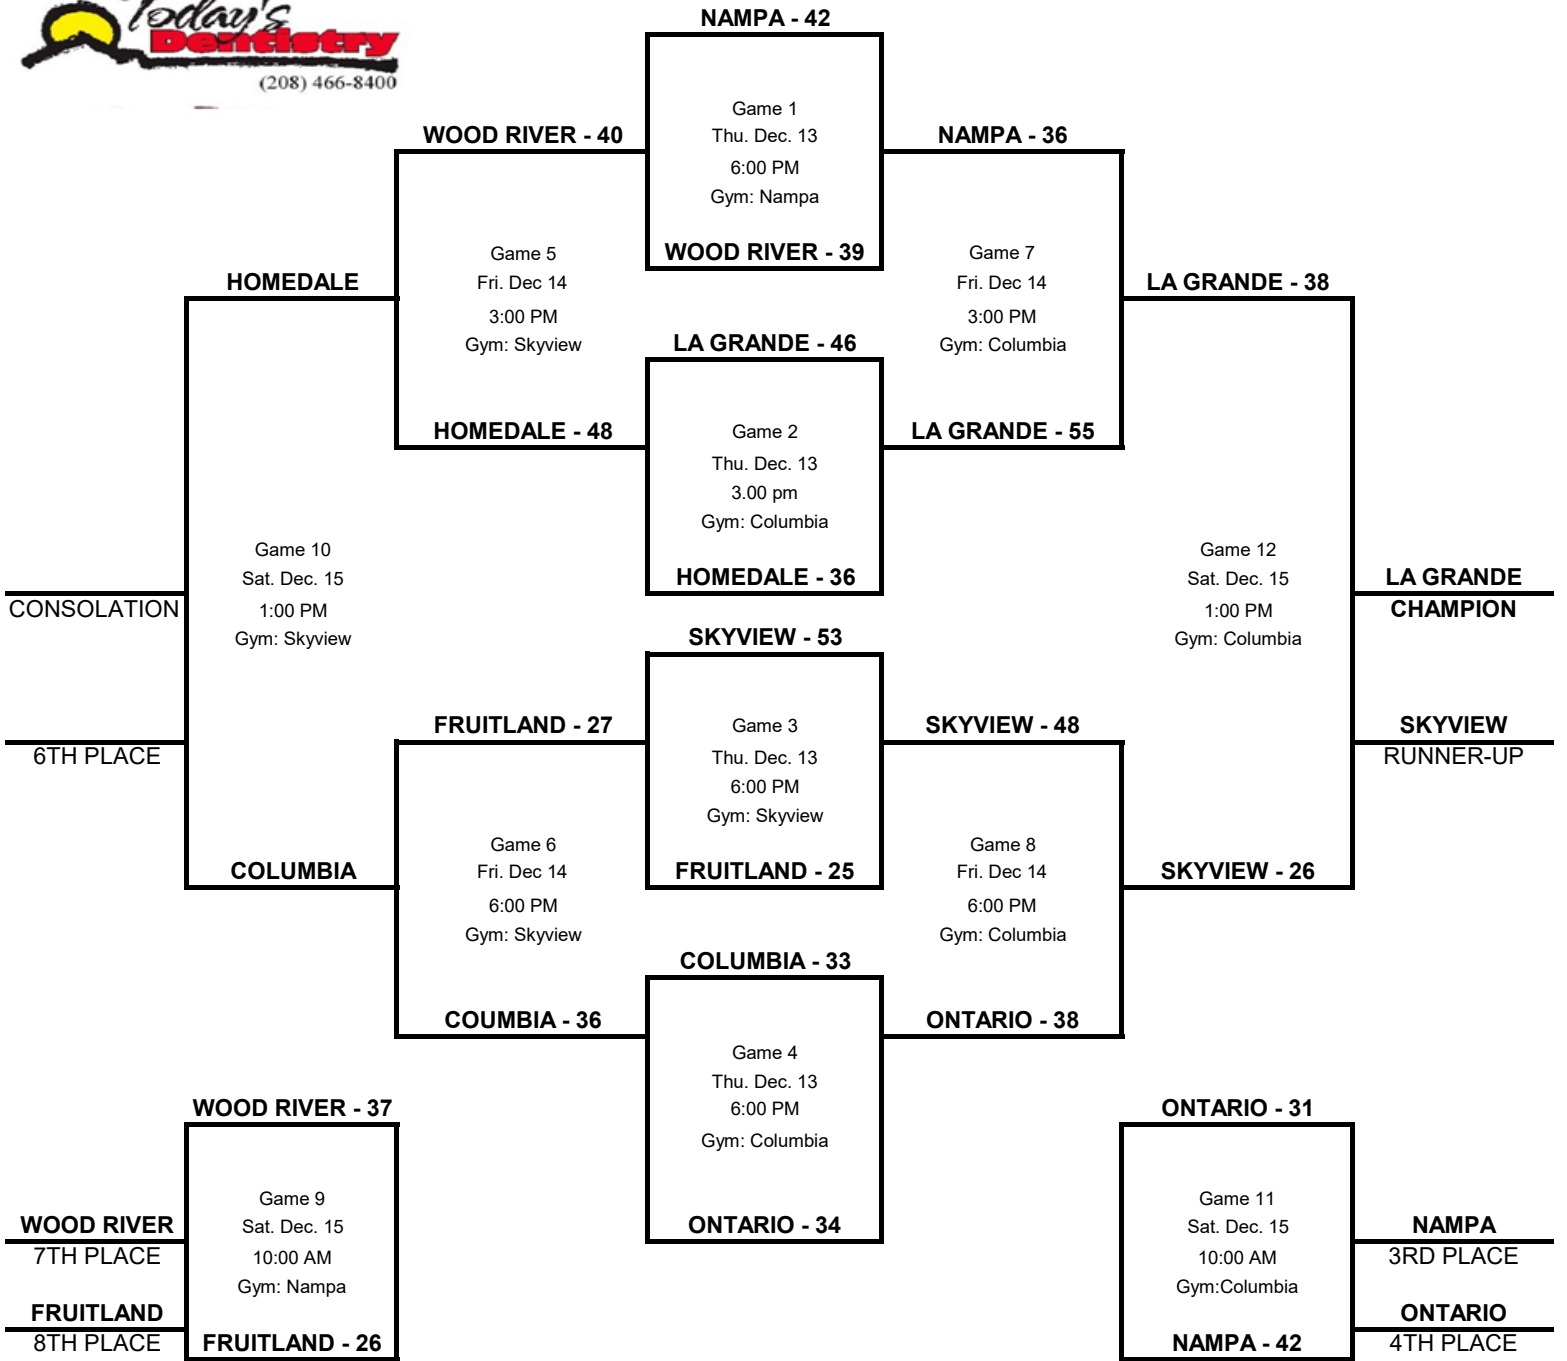 Today's
Dentistry
(208) 466-8400
NAMPA - 42
Game 1
Thu. Dec. 13
6:00 PM
Gym: Nampa
WOOD RIVER - 39
WOOD RIVER - 40
Game 5
Fri. Dec 14
3:00 PM
Gym: Skyview
HOMEDALE - 48
NAMPA - 36
Game 7
Fri. Dec 14
3:00 PM
Gym: Columbia
LA GRANDE - 55
LA GRANDE - 46
Game 2
Thu. Dec. 13
3.00 pm
Gym: Columbia
HOMEDALE - 36
HOMEDALE
Game 10
Sat. Dec. 15
1:00 PM
Gym: Skyview
COLUMBIA
CONSOLATION
6TH PLACE
LA GRANDE - 38
Game 12
Sat. Dec. 15
1:00 PM
Gym: Columbia
SKYVIEW - 26
LA GRANDE
CHAMPION
SKYVIEW
RUNNER-UP
SKYVIEW - 53
Game 3
Thu. Dec. 13
6:00 PM
Gym: Skyview
FRUITLAND - 25
FRUITLAND - 27
Game 6
Fri. Dec 14
6:00 PM
Gym: Skyview
COUMBIA - 36
SKYVIEW - 48
Game 8
Fri. Dec 14
6:00 PM
Gym: Columbia
ONTARIO - 38
COLUMBIA - 33
Game 4
Thu. Dec. 13
6:00 PM
Gym: Columbia
ONTARIO - 34
WOOD RIVER - 37
Game 9
Sat. Dec. 15
10:00 AM
Gym: Nampa
FRUITLAND - 26
WOOD RIVER
7TH PLACE
FRUITLAND
8TH PLACE
ONTARIO - 31
Game 11
Sat. Dec. 15
10:00 AM
Gym:Columbia
NAMPA - 42
NAMPA
3RD PLACE
ONTARIO
4TH PLACE